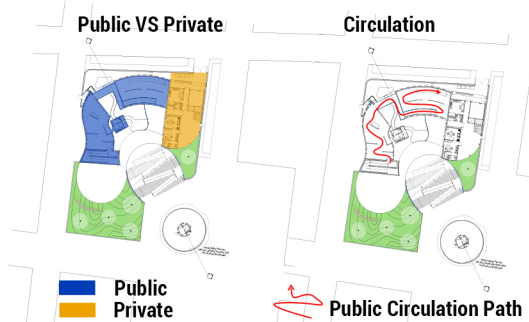 Public VS Private
Circulation
Public
Private
Public Circulation Path